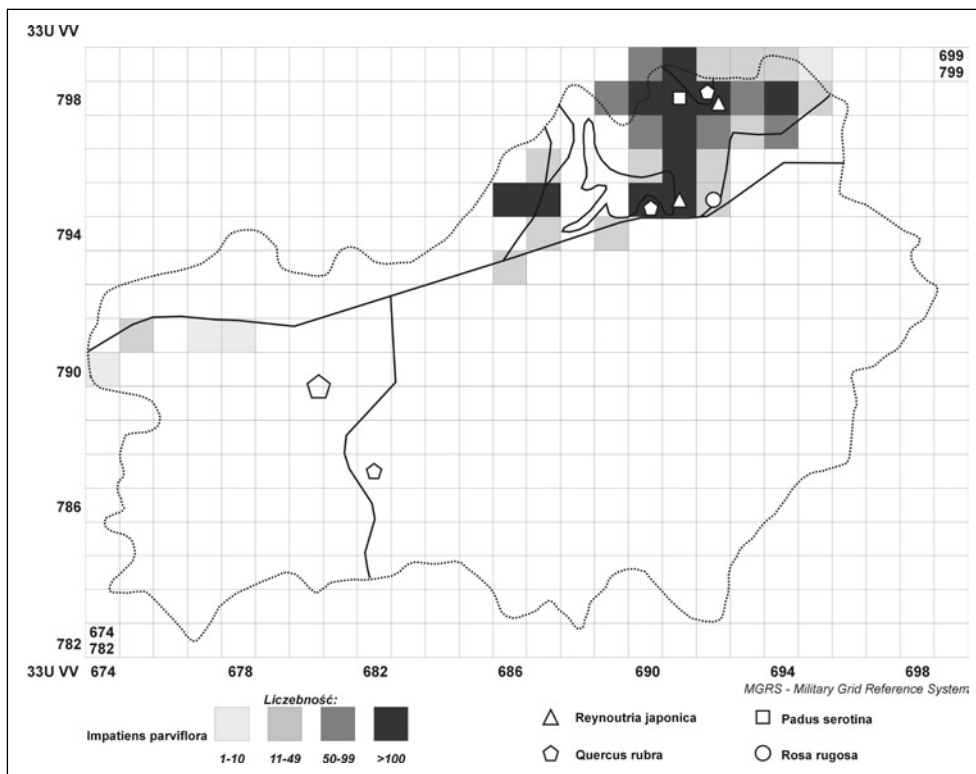 33U VV
699
799
798
794
790
786
674
782
782
33U VV 674 678 682 686 690 694 698
MGRS - Military Grid Reference System
Liczebność:
Impatiens parviflora
1-10 11-49 50-99 >100
Reynoutria japonica
Padus serotina
Quercus rubra
Rosa rugosa